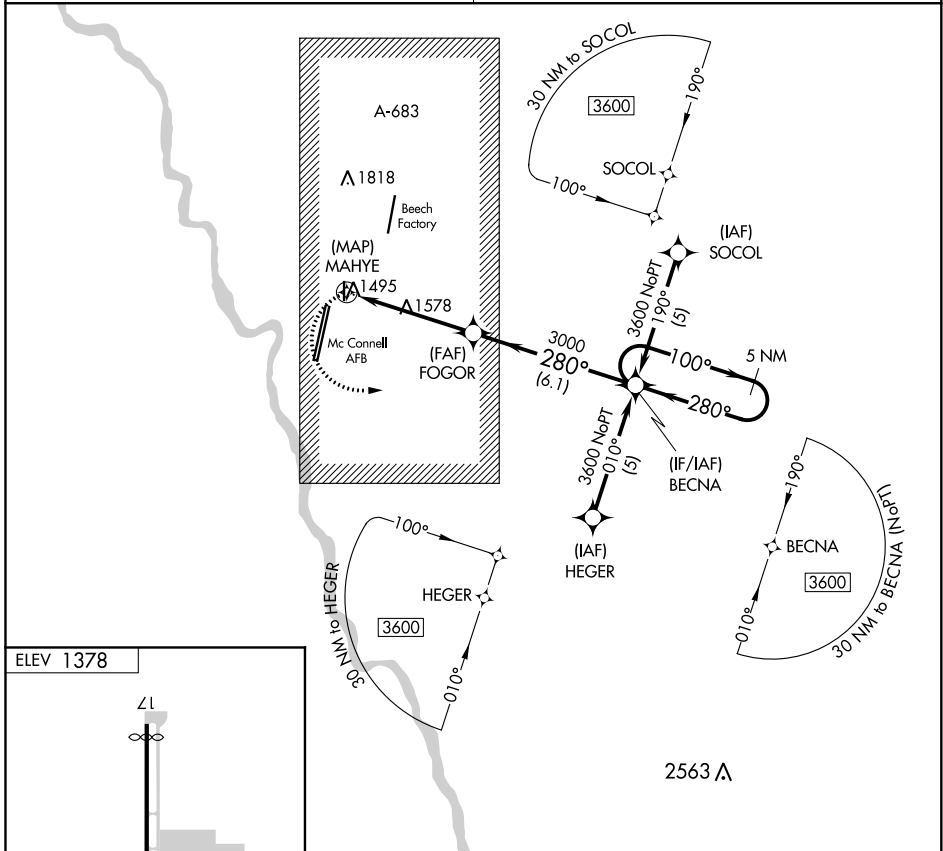 30 NM to SOCOL
3600
190°
SOCOL
100°
A-683
1818
Beech
Factory
(MAP)
MAHYE
1495
1578
Mc Connell
AFB
(FAF)
FOGOR
3000
280°
(6.1)
(IAF)
SOCOL
3600 NoPT
190°
(5)
100°
5 NM
280°
(IF/IAF)
BECNA
3600 NoPT
010°
(5)
(IAF)
HEGER
190°
BECNA
3600
010°
30 NM to BECNA (NoPT)
100°
HEGER
3600
30 NM to HEGER
010°
ELEV 1378
17
2563